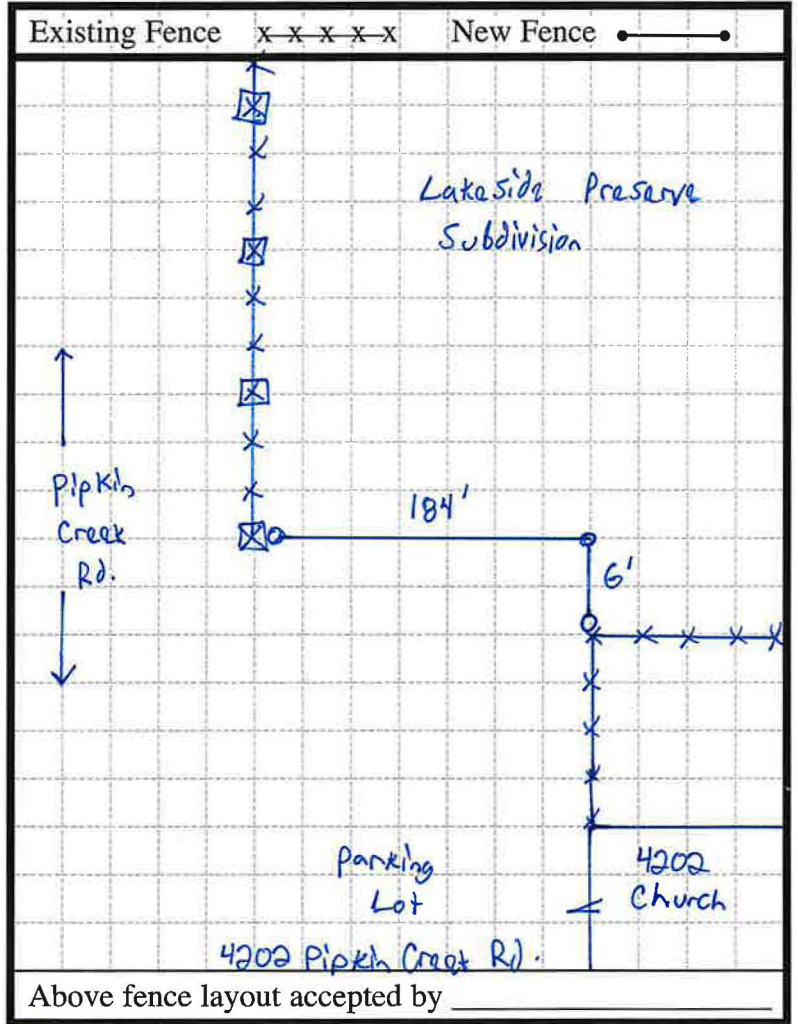 Existing Fence x x x x x New Fence
Lakeside Preserve
Subdivision
184'
Pipkin
Creek
Rd.
6'
Parking
Lot
4202
Church
4202 Pipkin Creek Rd.
Above fence layout accepted by